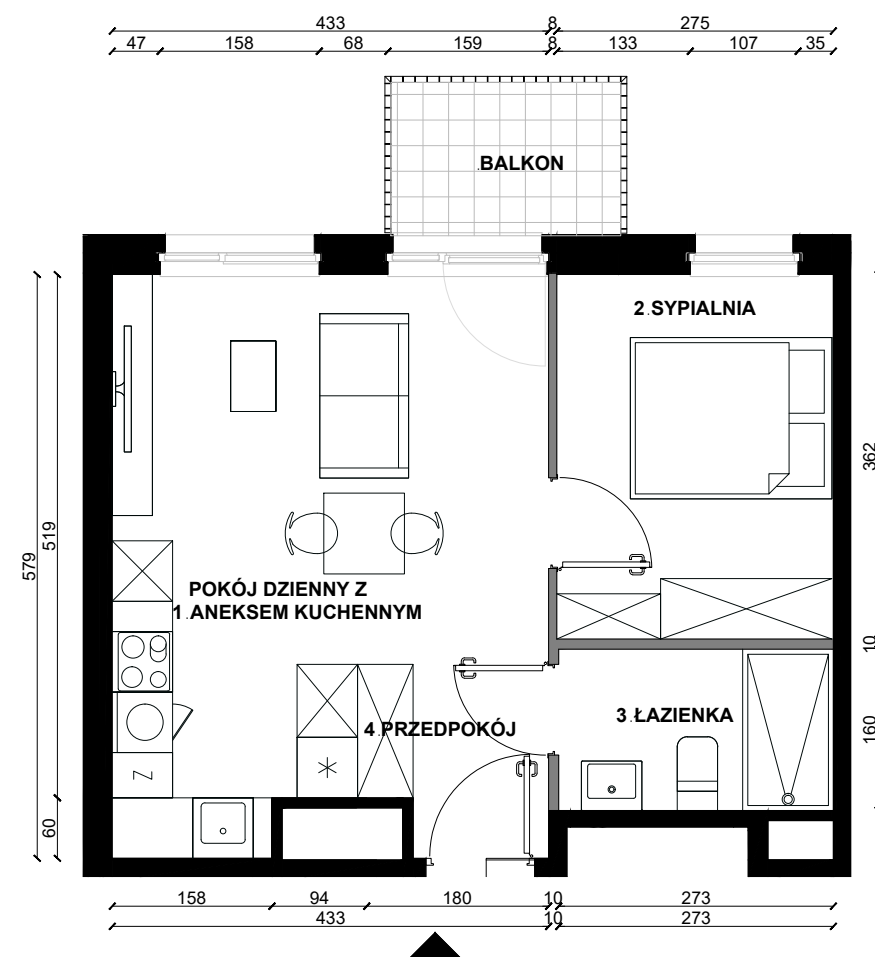 433 8 275
47 158 68 159 8 133 107 35
BALKON
2.SYPIALNIA
362
579
519
POKÓJ DZIENNY Z
1.ANEKSEM KUCHENNYM
10
3.ŁAZIENKA
4.PRZEDPOKÓJ
160
Z
60
158 94 180 10 273
433 10 273